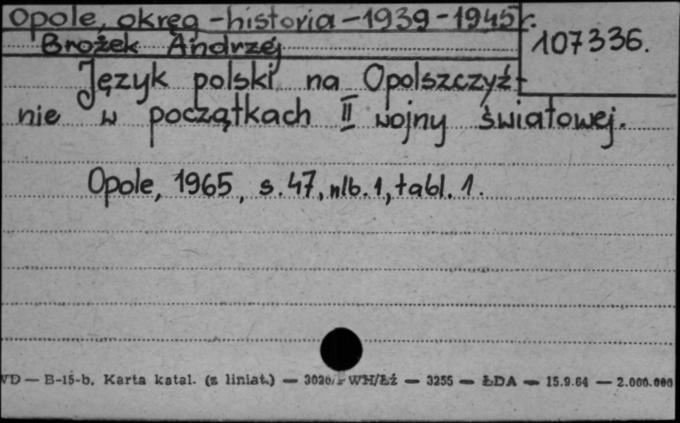 Opole, okręg - historia - 1939 - 1945 r.
107336.
Brożek Andrzej
Język polski na Opolszczyź-
nie w początkach II wojny światowej.
Opole, 1965, s. 47, nlb. 1, tabl. 1.
VD — B-15-b. Karta katal. (z liniat.) — WH/Łż — 3255 — ŁDA — 15.9.64 — 2.000.000